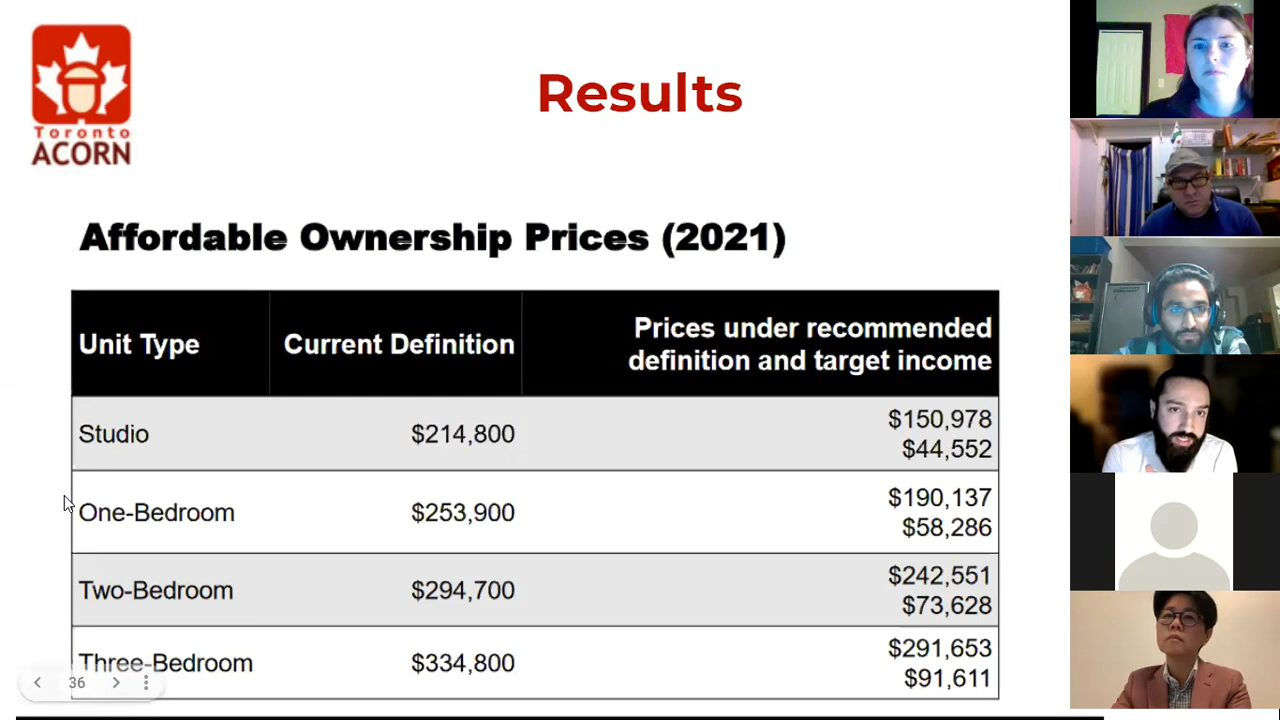 Toronto
ACORN
Results
Affordable Ownership Prices (2021)
Unit Type
Current Definition
Prices under recommended
definition and target income
Studio
$214,800
$150,978
$44,552
One-Bedroom
$253,900
$190,137
$58,286
Two-Bedroom
$294,700
$242,551
$73,628
Three-Bedroom
$334,800
$291,653
$91,611
36